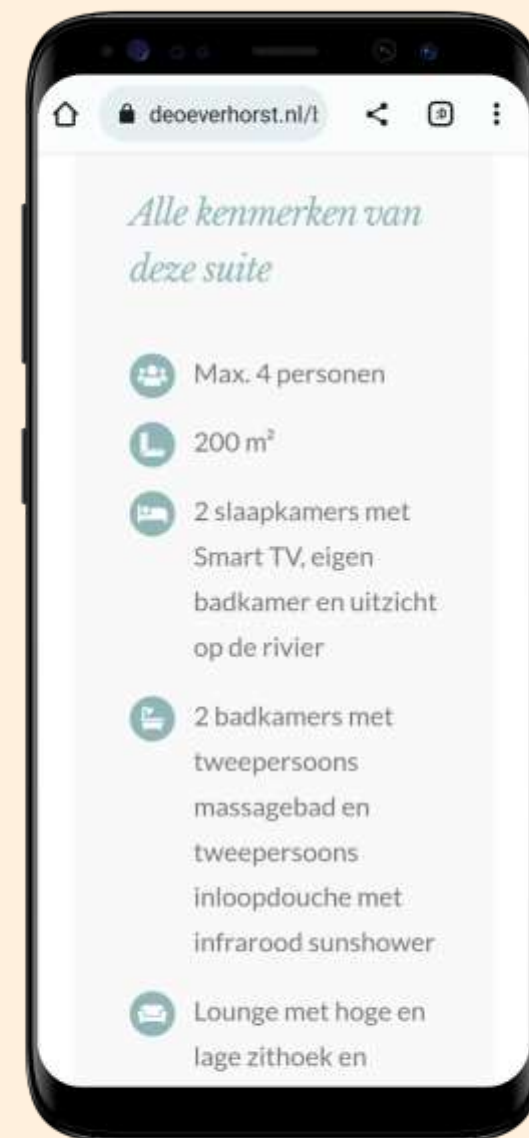 deoeverhorst.nl/t
Alle kenmerken van
deze suite
Max. 4 personen
200 m²
2 slaapkamers met
Smart TV, eigen
badkamer en uitzicht
op de rivier
2 badkamers met
tweepersoons
massagebad en
tweepersoons
inloopdouche met
infrarood sunshower
Lounge met hoge en
lage zithoek en